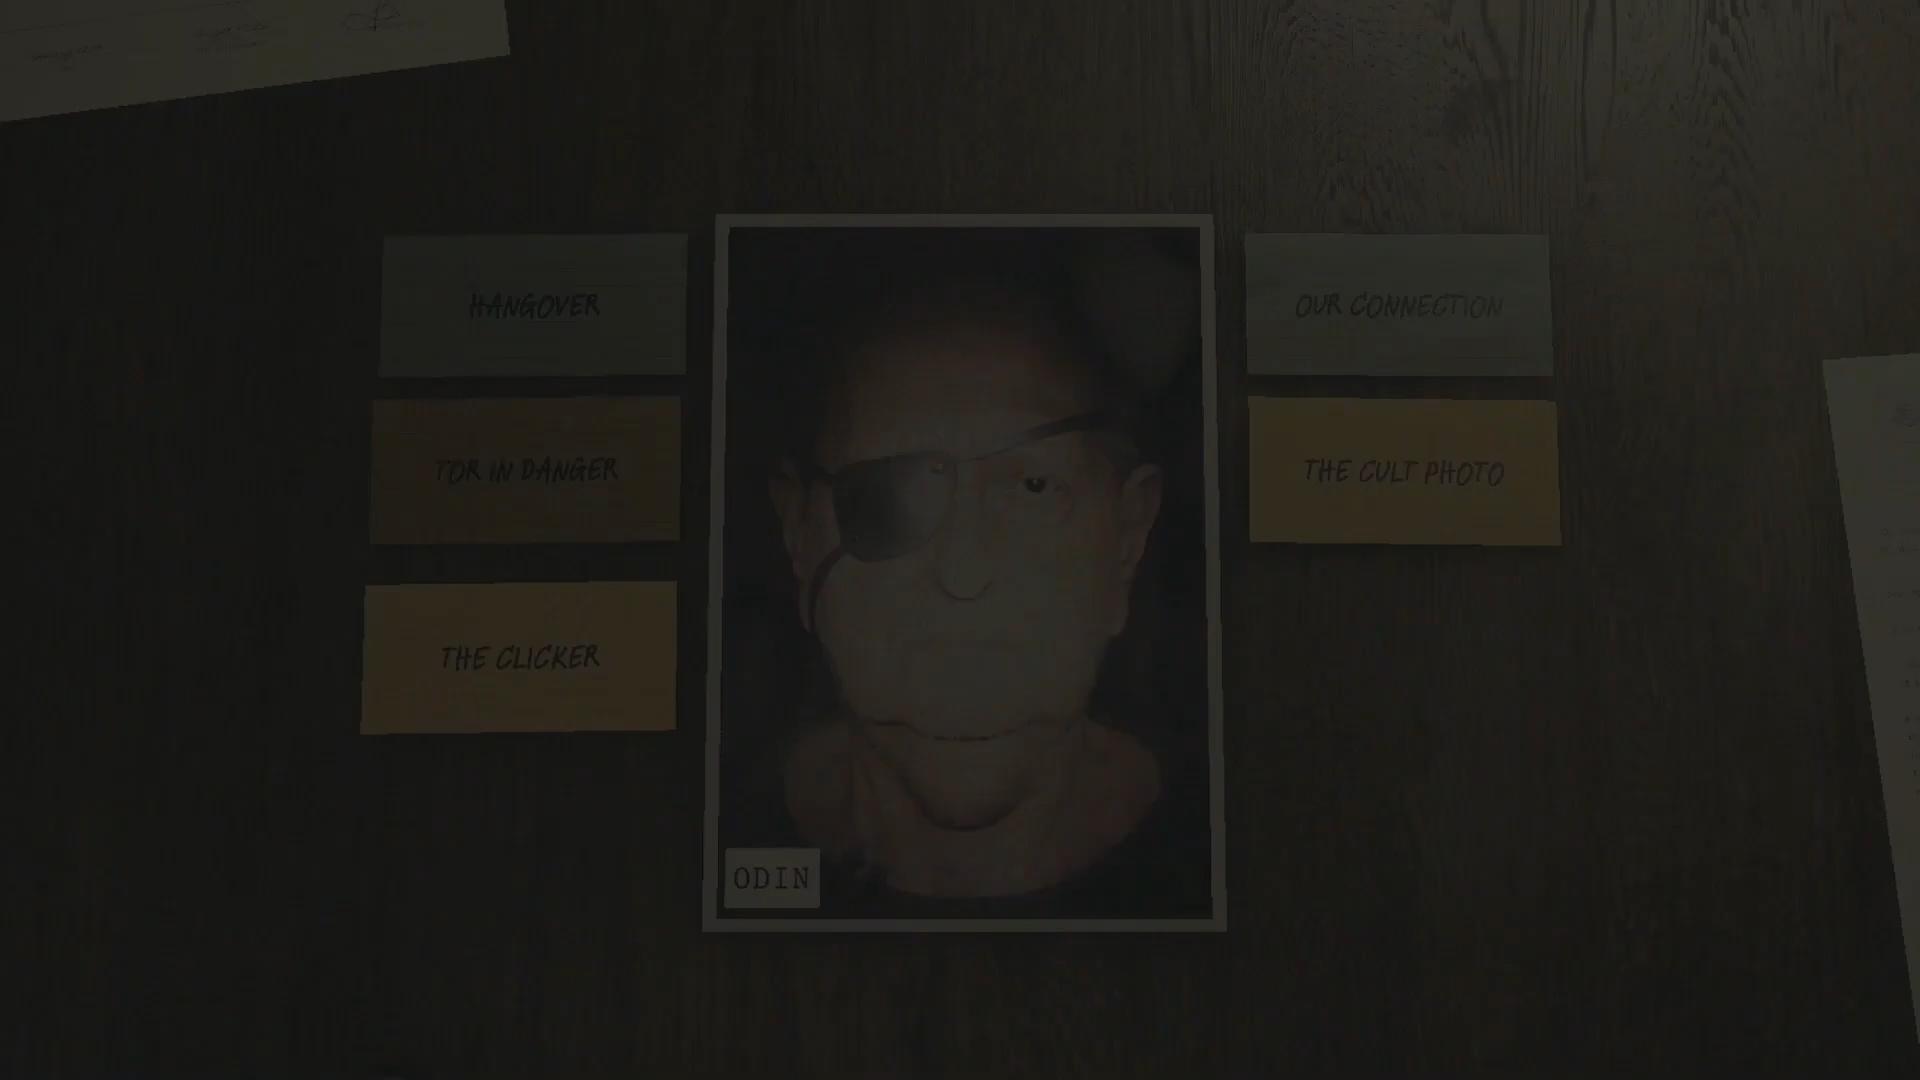 HANGOVER
OUR CONNECTION
TOR IN DANGER
THE CULT PHOTO
THE CLICKER
ODIN